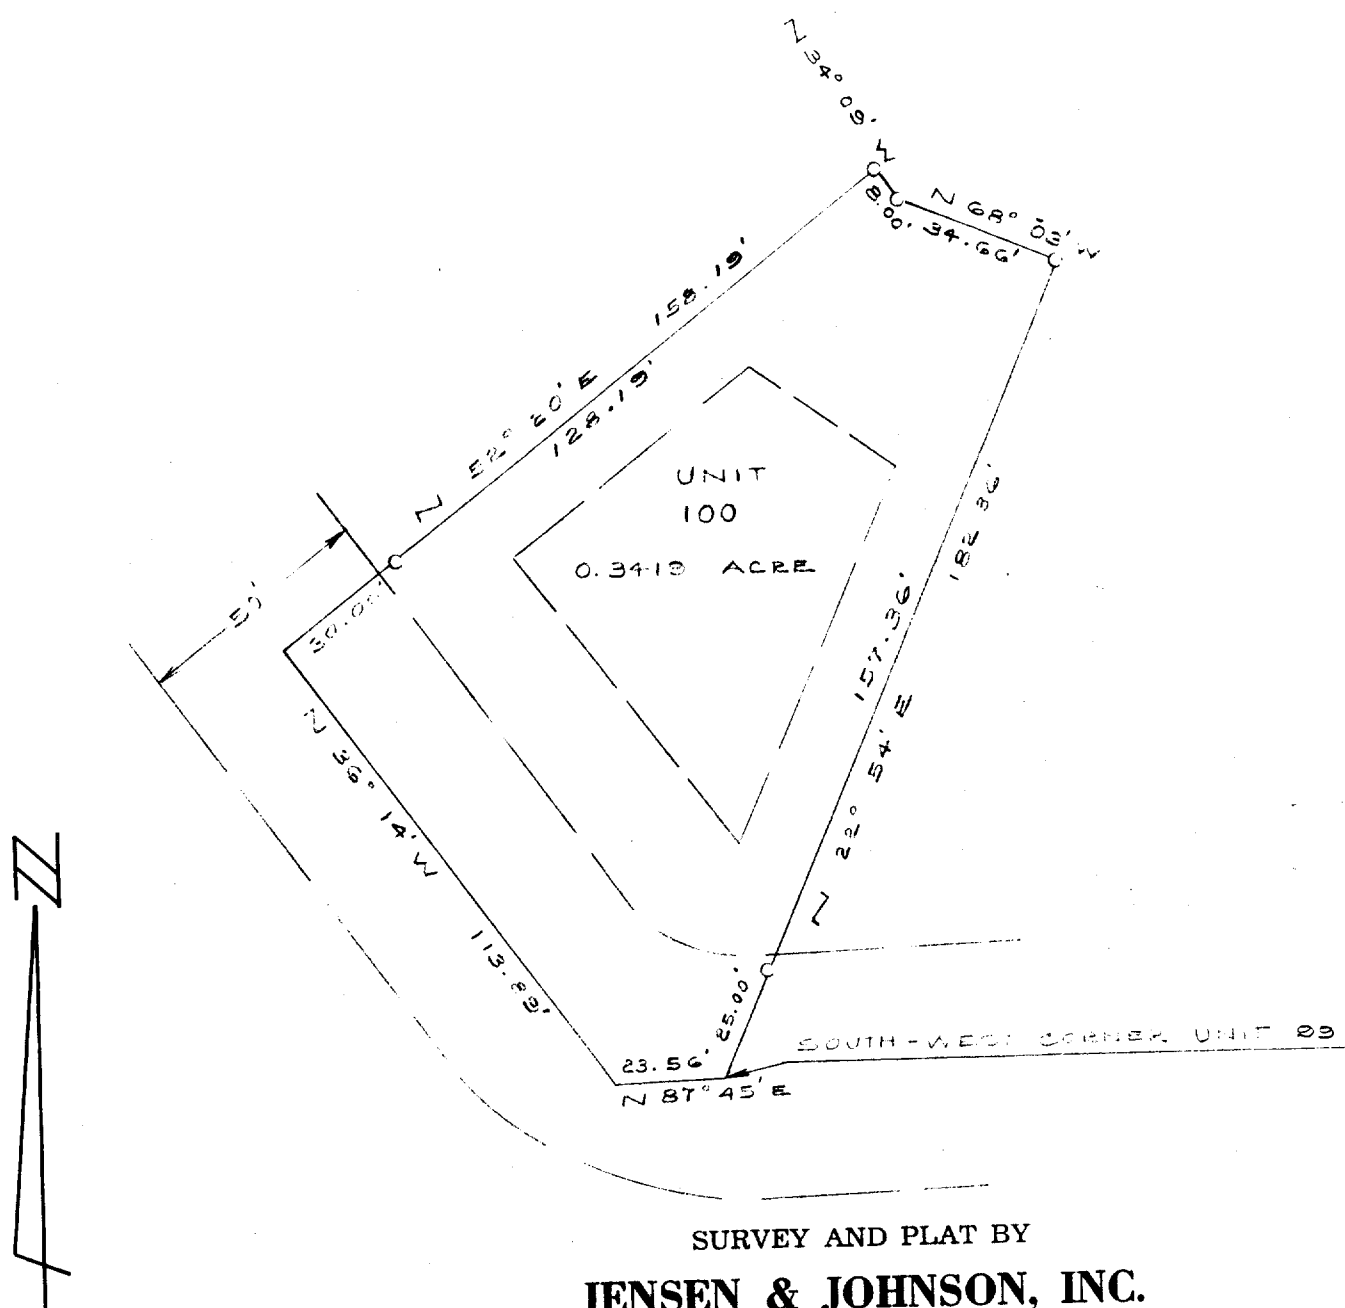 N 34° 09' W
8.00'
N 68° 03' W
34.66'
158.19'
N 52° 20' E
128.19'
UNIT
100
0.3419 ACRE
182.36'
157.36'
N 22° 54' E
50'
30.00'
N 36° 14' W
113.89'
N
25.00'
SOUTH-WEST CORNER UNIT 99
23.56'
N 87° 45' E
SURVEY AND PLAT BY
JENSEN & JOHNSON, INC.